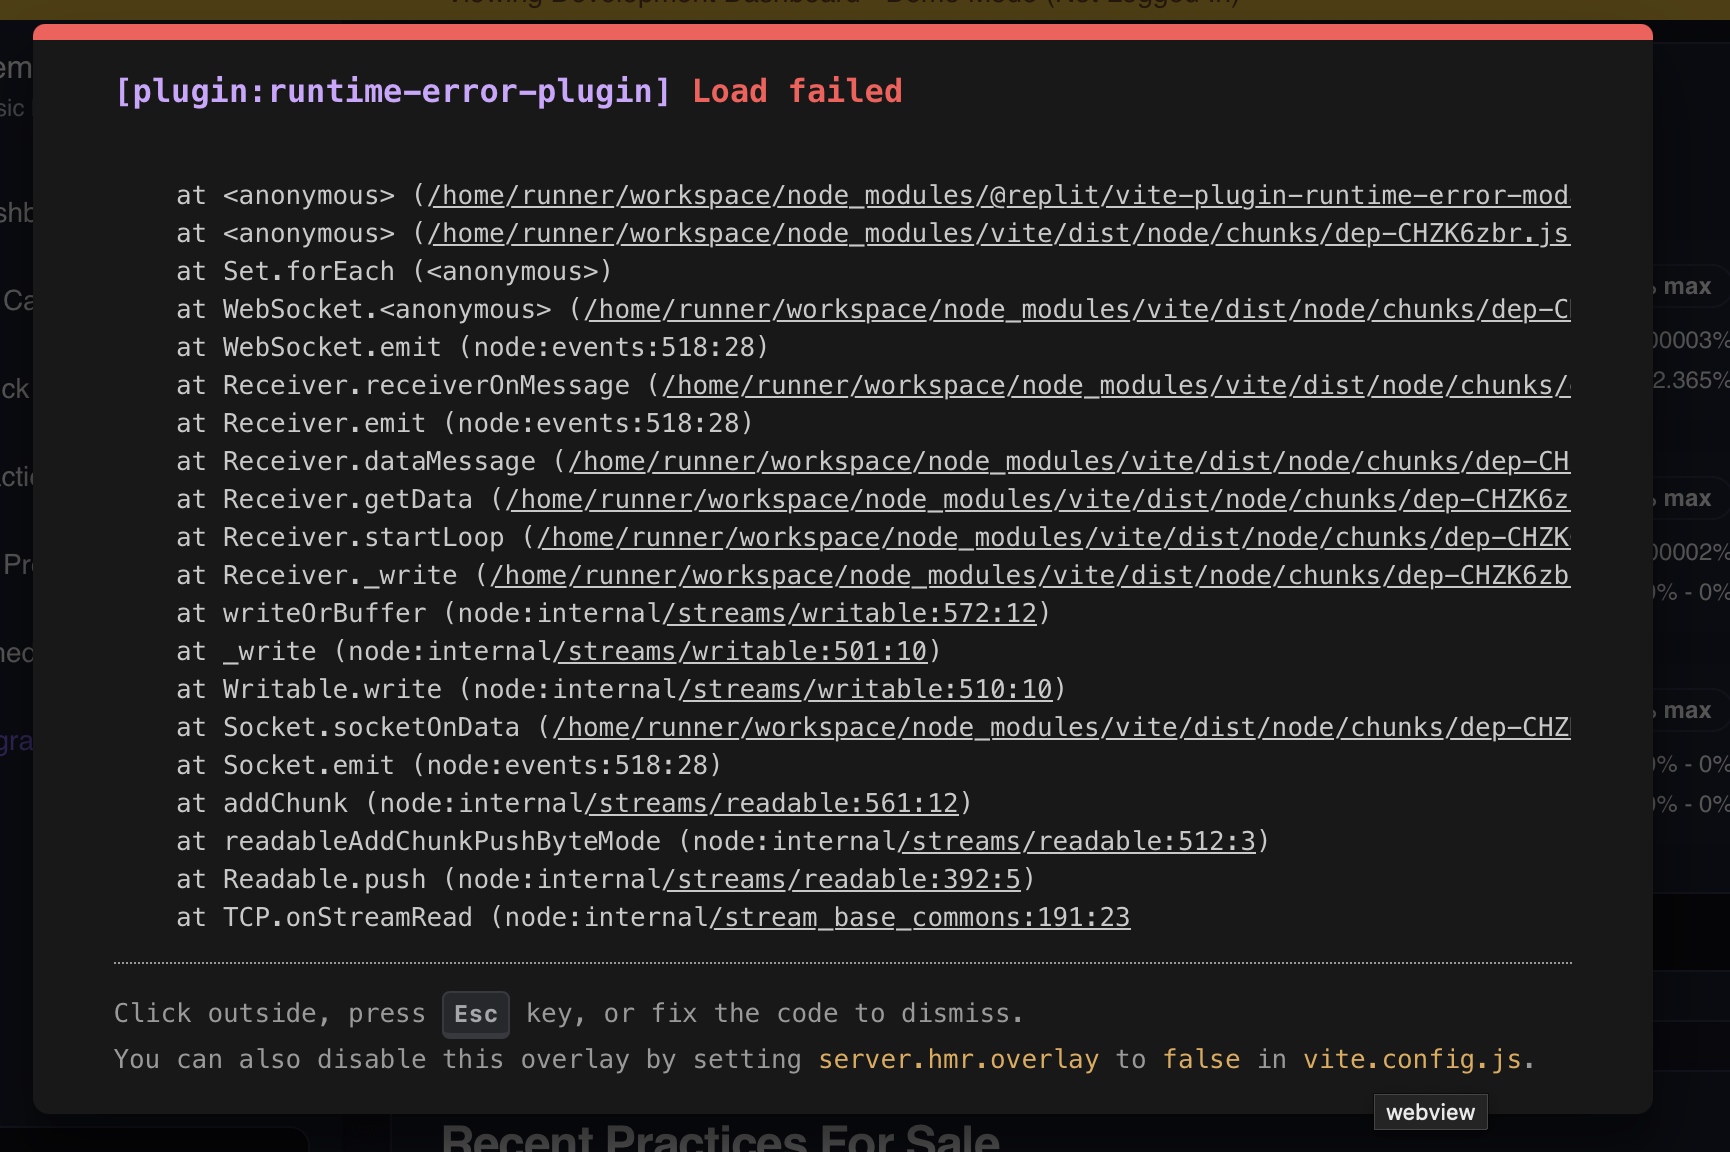 [plugin:runtime-error-plugin] Load failed
at <anonymous> (/home/runner/workspace/node_modules/@replit/vite-plugin-runtime-error-mod
at <anonymous> (/home/runner/workspace/node_modules/vite/dist/node/chunks/dep-CHZK6zbr.js
at Set.forEach (<anonymous>)
at WebSocket.<anonymous> (/home/runner/workspace/node_modules/vite/dist/node/chunks/dep-C
at WebSocket.emit (node:events:518:28)
at Receiver.receiverOnMessage (/home/runner/workspace/node_modules/vite/dist/node/chunks/
at Receiver.emit (node:events:518:28)
at Receiver.dataMessage (/home/runner/workspace/node_modules/vite/dist/node/chunks/dep-CH
at Receiver.getData (/home/runner/workspace/node_modules/vite/dist/node/chunks/dep-CHZK6z
at Receiver.startLoop (/home/runner/workspace/node_modules/vite/dist/node/chunks/dep-CHZK
at Receiver._write (/home/runner/workspace/node_modules/vite/dist/node/chunks/dep-CHZK6zb
at writeOrBuffer (node:internal/streams/writable:572:12)
at _write (node:internal/streams/writable:501:10)
at Writable.write (node:internal/streams/writable:510:10)
at Socket.socketOnData (/home/runner/workspace/node_modules/vite/dist/node/chunks/dep-CHZ
at Socket.emit (node:events:518:28)
at addChunk (node:internal/streams/readable:561:12)
at readableAddChunkPushByteMode (node:internal/streams/readable:512:3)
at Readable.push (node:internal/streams/readable:392:5)
at TCP.onStreamRead (node:internal/stream_base_commons:191:23
Click outside, press Esc key, or fix the code to dismiss.
You can also disable this overlay by setting server.hmr.overlay to false in vite.config.js.
webview
Recent Practices For Sale
% max
00003%
2.365%
% max
00002%
0% - 0%
% max
0% - 0%
0% - 0%